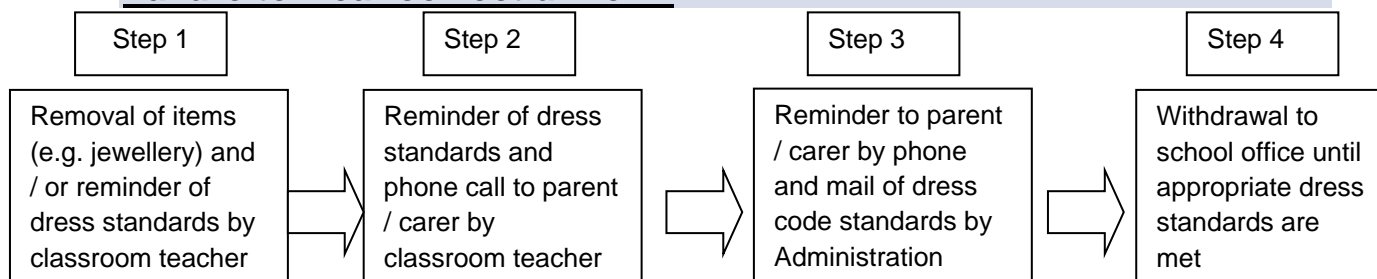 Step 1
Step 2
Step 3
Step 4
Removal of items
(e.g. jewellery) and
/ or reminder of
dress standards by
classroom teacher
Reminder of dress
standards and
phone call to parent
/ carer by
classroom teacher
Reminder to parent
/ carer by phone
and mail of dress
code standards by
Administration
Withdrawal to
school office until
appropriate dress
standards are
met